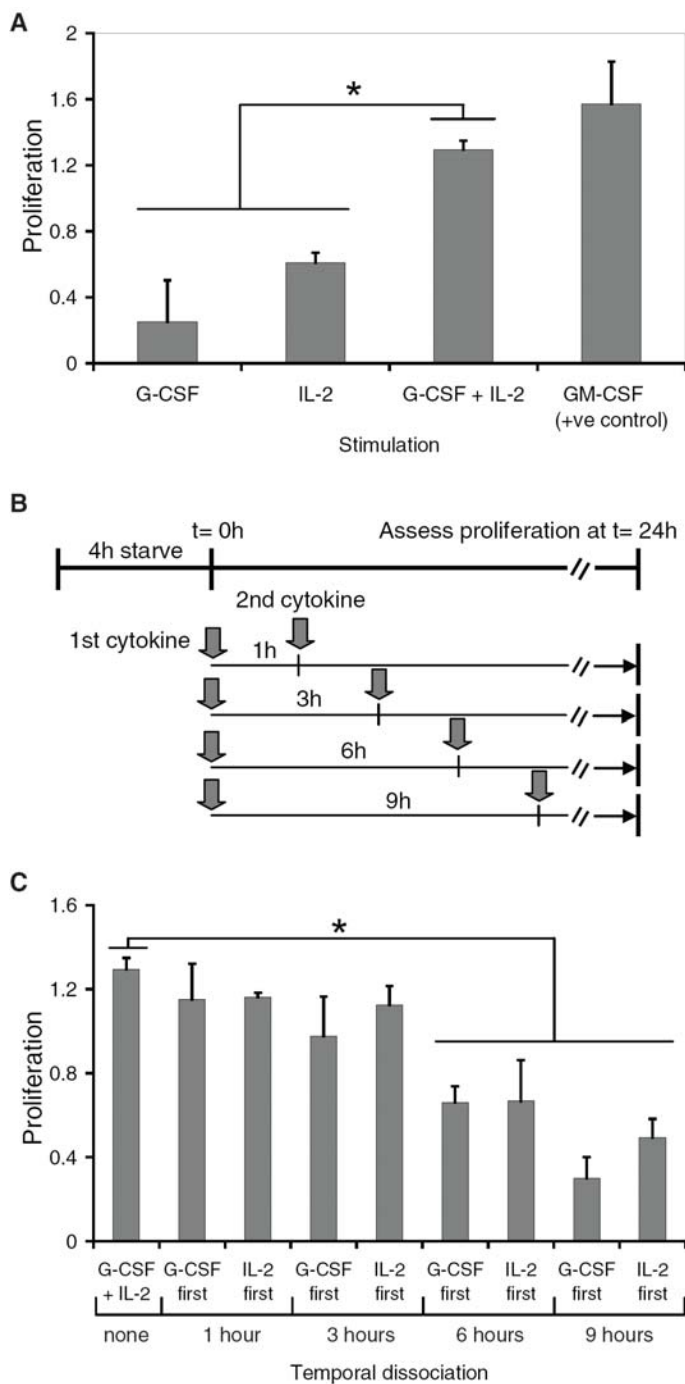 A
2
1.6
1.2
0.8
0.4
0
Proliferation
*
G-CSF IL-2 G-CSF + IL-2 GM-CSF
(+ve control)
Stimulation
B
t= 0h Assess proliferation at t= 24h
4h starve
2nd cytokine
1st cytokine
1h
3h
6h
9h
C
1.6
1.2
0.8
0.4
0
Proliferation
*
G-CSF G-CSF IL-2 G-CSF IL-2 G-CSF IL-2 G-CSF IL-2
+ IL-2 first first first first first first first first
none 1 hour 3 hours 6 hours 9 hours
Temporal dissociation